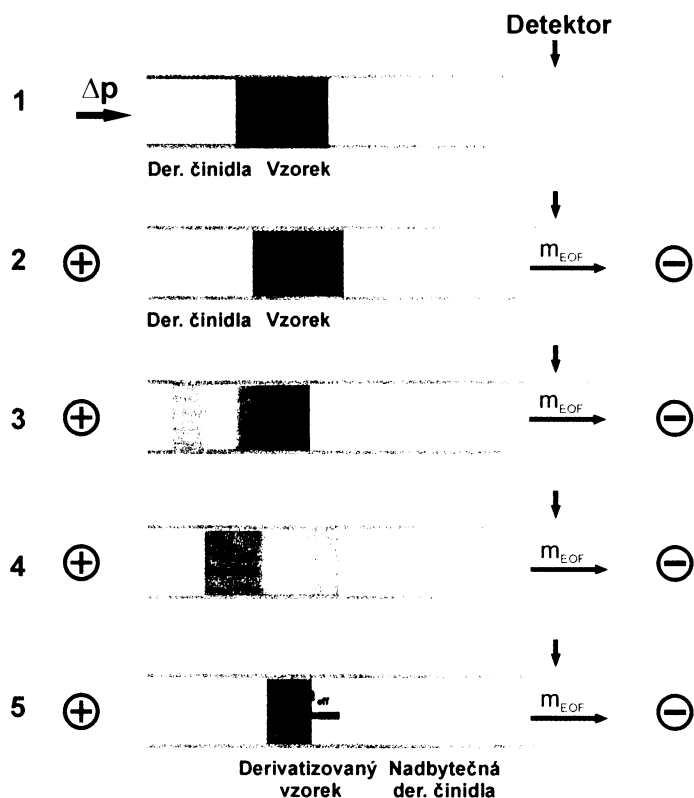 Detektor
1 Δp
Der. činidla Vzorek
2 + m_EOF −
Der. činidla Vzorek
3 + m_EOF −
4 + m_EOF −
5 + eff m_EOF −
Derivatizovaný vzorek
Nadbytečná der. činidla